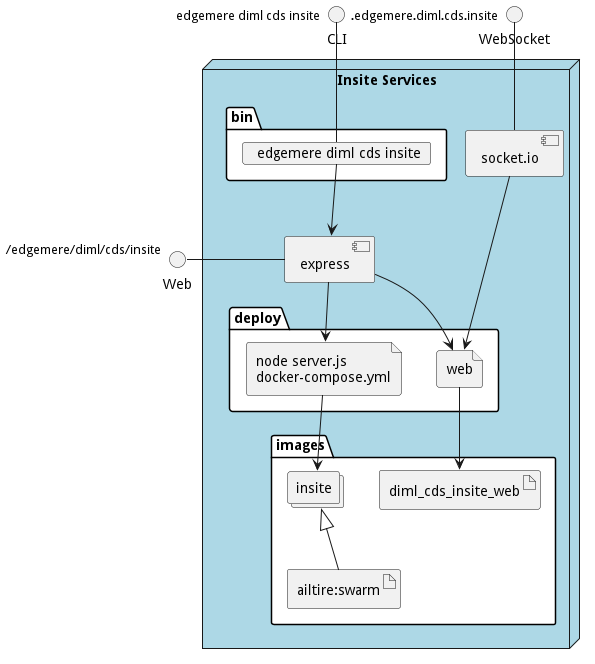 edgemere diml cds insite
.edgemere.diml.cds.insite
CLI
WebSocket
Insite Services
bin
edgemere diml cds insite
socket.io
/edgemere/diml/cds/insite
Web
express
deploy
node server.js
docker-compose.yml
web
images
insite
diml_cds_insite_web
ailtire:swarm